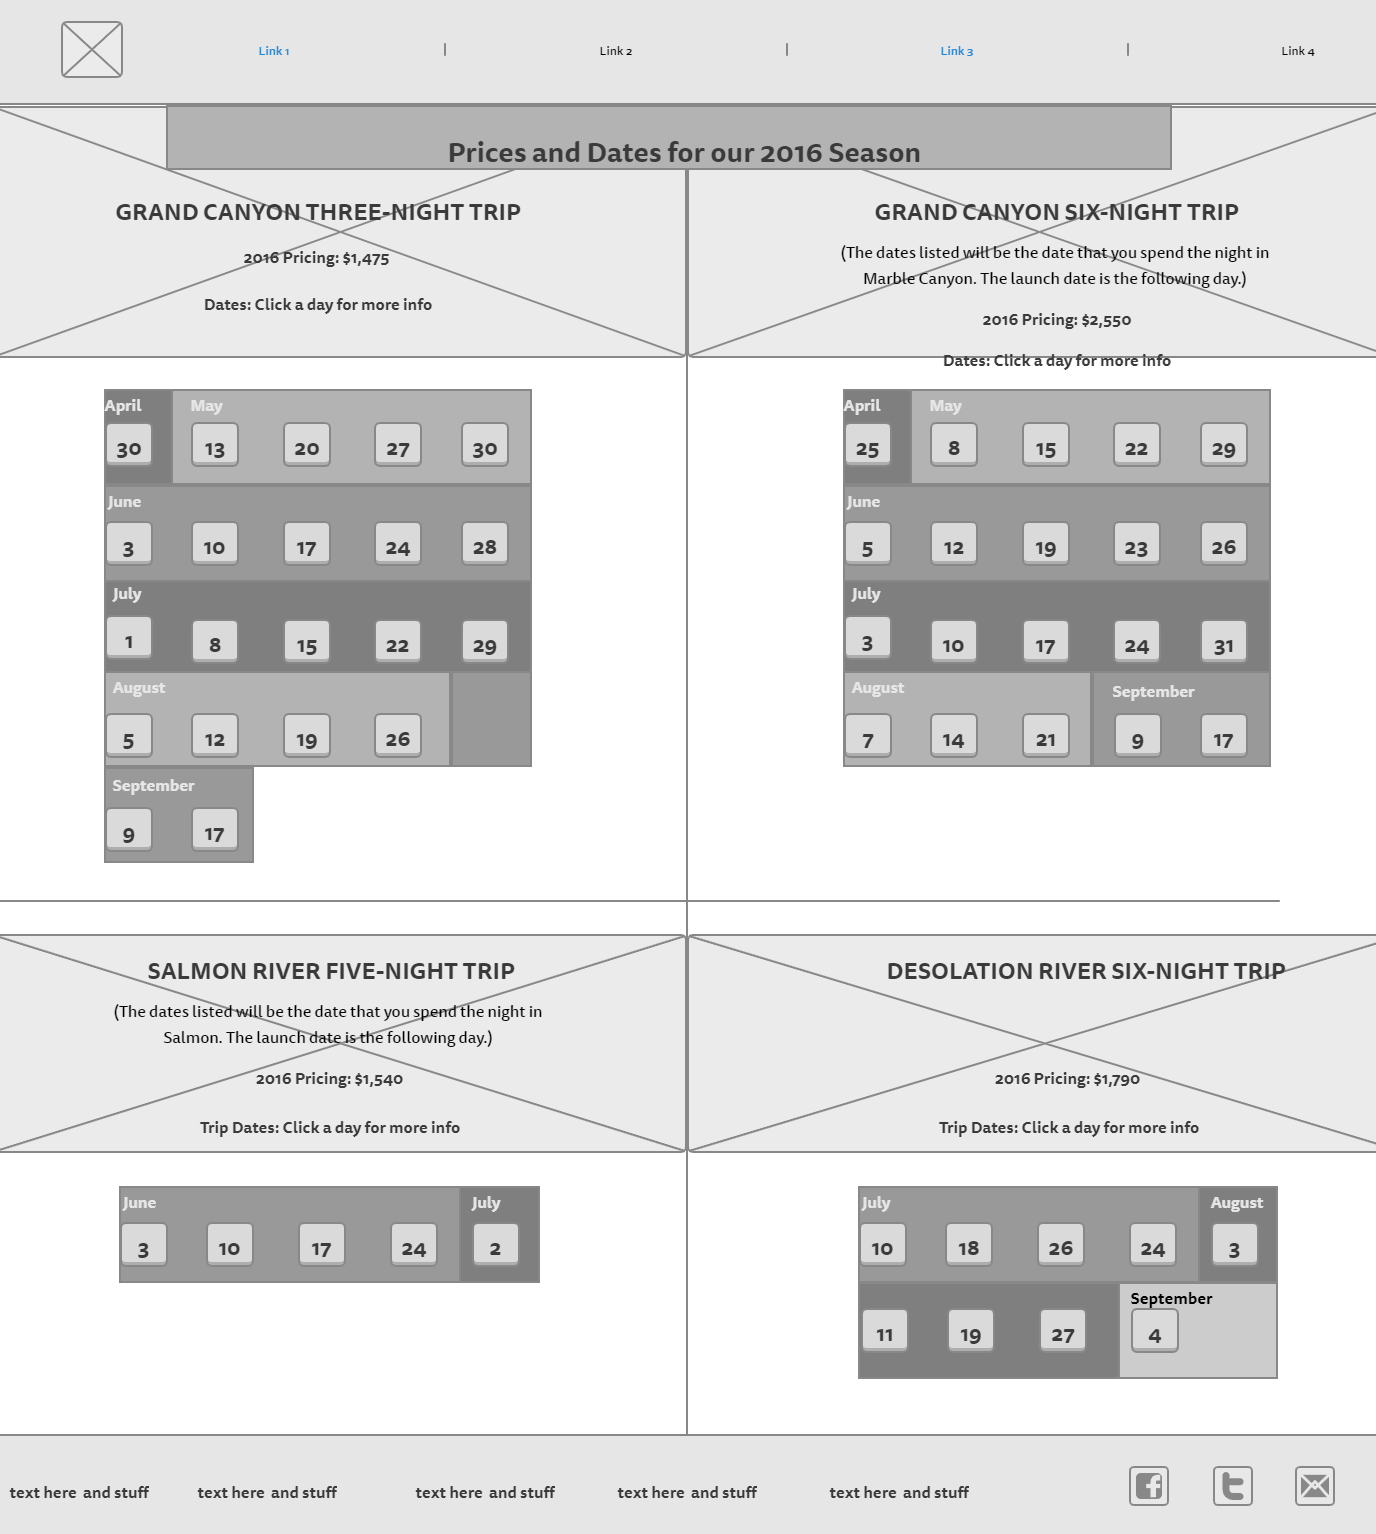 Link 1 | Link 2 | Link 3 | Link 4
Prices and Dates for our 2016 Season
GRAND CANYON THREE-NIGHT TRIP
2016 Pricing: $1,475
Dates: Click a day for more info
April May
30 13 20 27 30
June
3 10 17 24 28
July
1 8 15 22 29
August
5 12 19 26
September
9 17
GRAND CANYON SIX-NIGHT TRIP
(The dates listed will be the date that you spend the night in
Marble Canyon. The launch date is the following day.)
2016 Pricing: $2,550
Dates: Click a day for more info
April May
25 8 15 22 29
June
5 12 19 23 26
July
3 10 17 24 31
August September
7 14 21 9 17
SALMON RIVER FIVE-NIGHT TRIP
(The dates listed will be the date that you spend the night in
Salmon. The launch date is the following day.)
2016 Pricing: $1,540
Trip Dates: Click a day for more info
June July
3 10 17 24 2
DESOLATION RIVER SIX-NIGHT TRIP
2016 Pricing: $1,790
Trip Dates: Click a day for more info
July August
10 18 26 24 3
September
11 19 27 4
text here and stuff text here and stuff text here and stuff text here and stuff text here and stuff